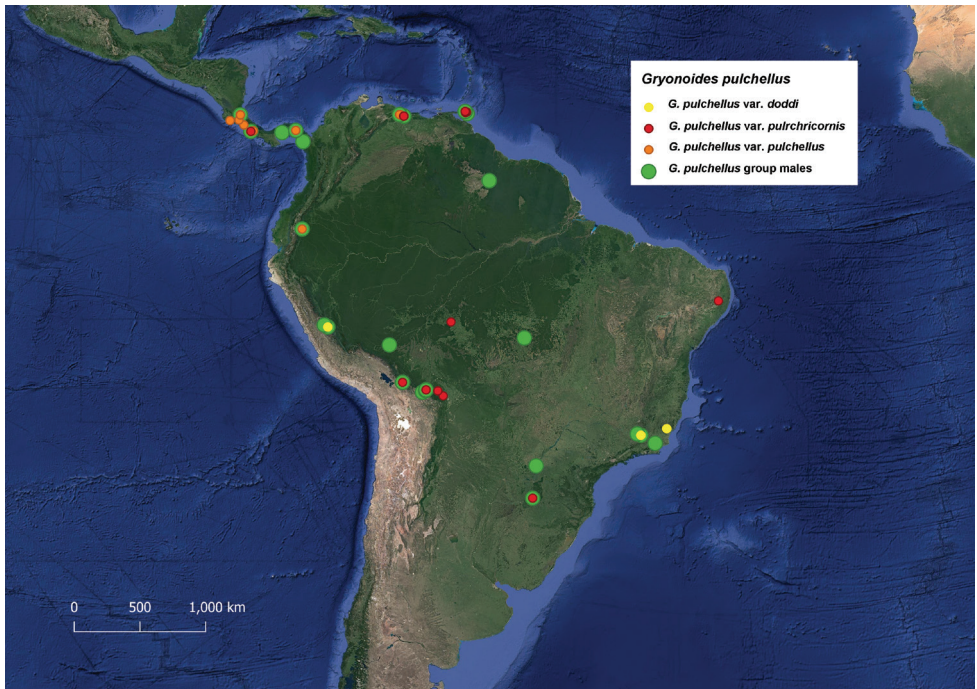 Gryonoides pulchellus
G. pulchellus var. doddi
G. pulchellus var. pulrchricornis
G. pulchellus var. pulchellus
G. pulchellus group males
0 500 1,000 km